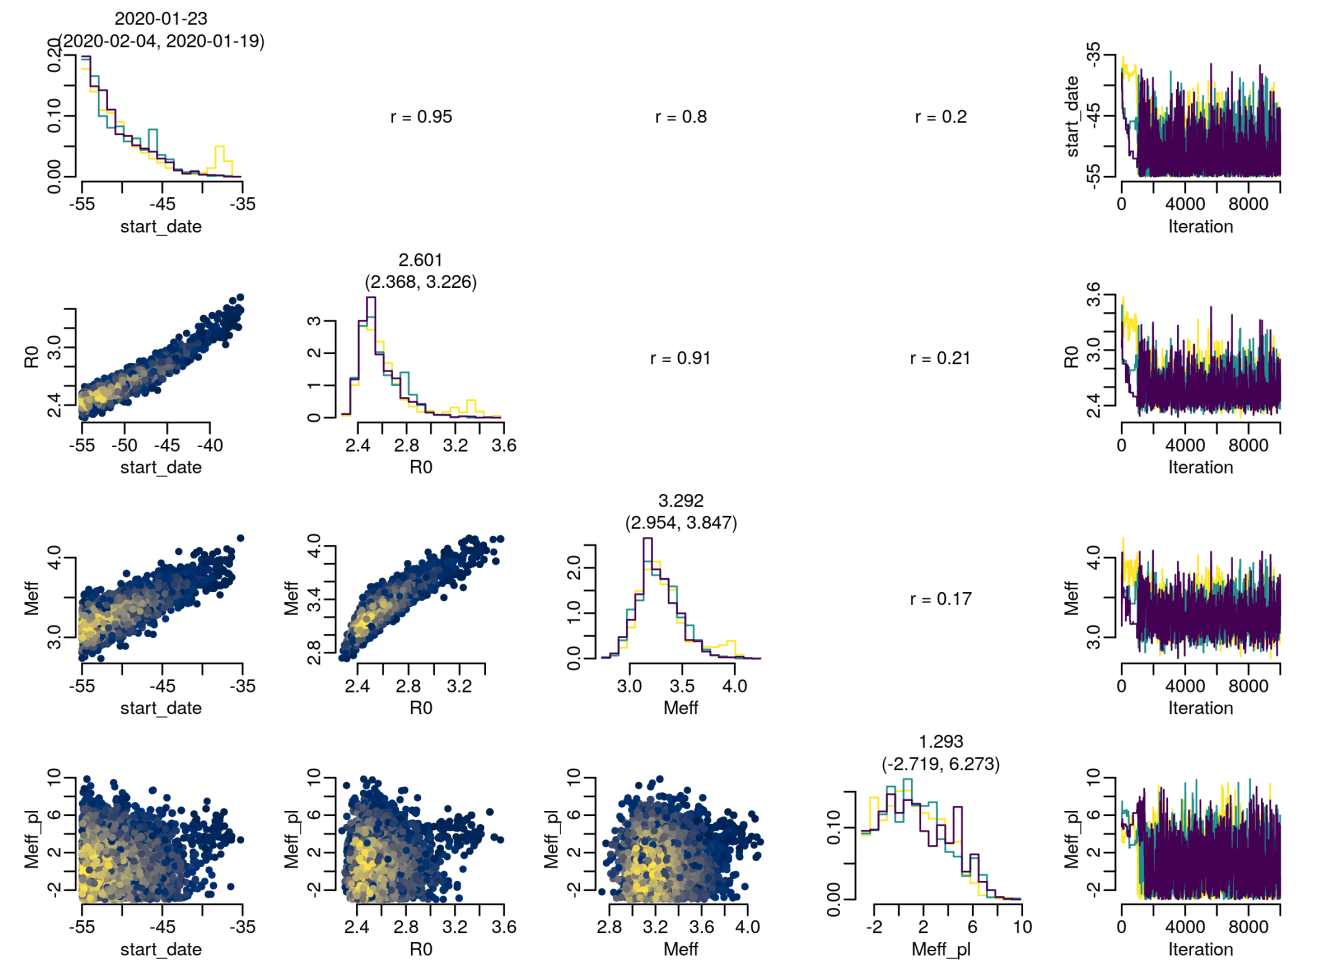 2020-01-23
(2020-02-04, 2020-01-19)
0.00 0.10 0.20
-55 -45 -35
start_date
r = 0.95
r = 0.8
r = 0.2
start_date
-55 -45 -35
0 4000 8000
Iteration
R0
2.4 3.0
-55 -50 -45 -40
start_date
2.601
(2.368, 3.226)
0 1 2 3
2.4 2.8 3.2 3.6
R0
r = 0.91
r = 0.21
R0
2.4 3.0 3.6
0 4000 8000
Iteration
Meff
3.0 4.0
-55 -45 -35
start_date
Meff
2.8 3.4 4.0
2.4 2.8 3.2
R0
3.292
(2.954, 3.847)
0.0 1.0 2.0
3.0 3.5 4.0
Meff
r = 0.17
Meff
3.0 4.0
0 4000 8000
Iteration
Meff_pl
-2 2 6 10
-55 -45 -35
start_date
Meff_pl
-2 2 6 10
2.4 2.8 3.2 3.6
R0
Meff_pl
-2 2 6 10
2.8 3.2 3.6 4.0
Meff
1.293
(-2.719, 6.273)
0.00 0.10
-2 2 6 10
Meff_pl
Meff_pl
-2 2 6 10
0 4000 8000
Iteration